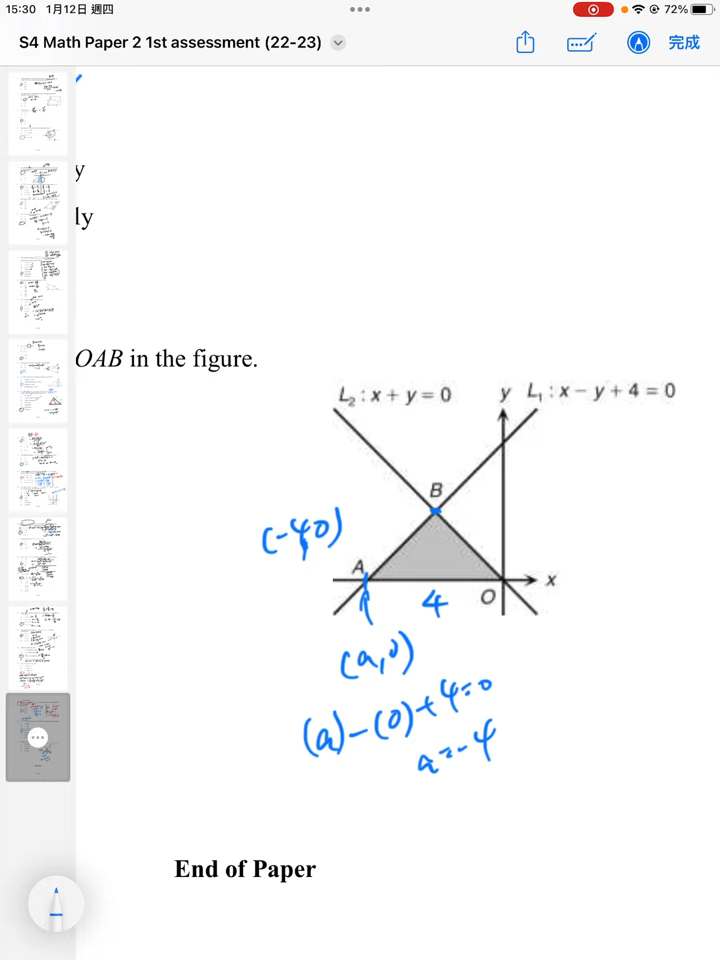 15:30 1月12日 週四
72%
S4 Math Paper 2 1st assessment (22-23)
完成
y
ly
OAB in the figure.
L₂ : x + y = 0
y L₁ : x − y + 4 = 0
B
(-4,0)
A
x
4
O
(a,0)
(a)-(0)+4=0
a=-4
End of Paper